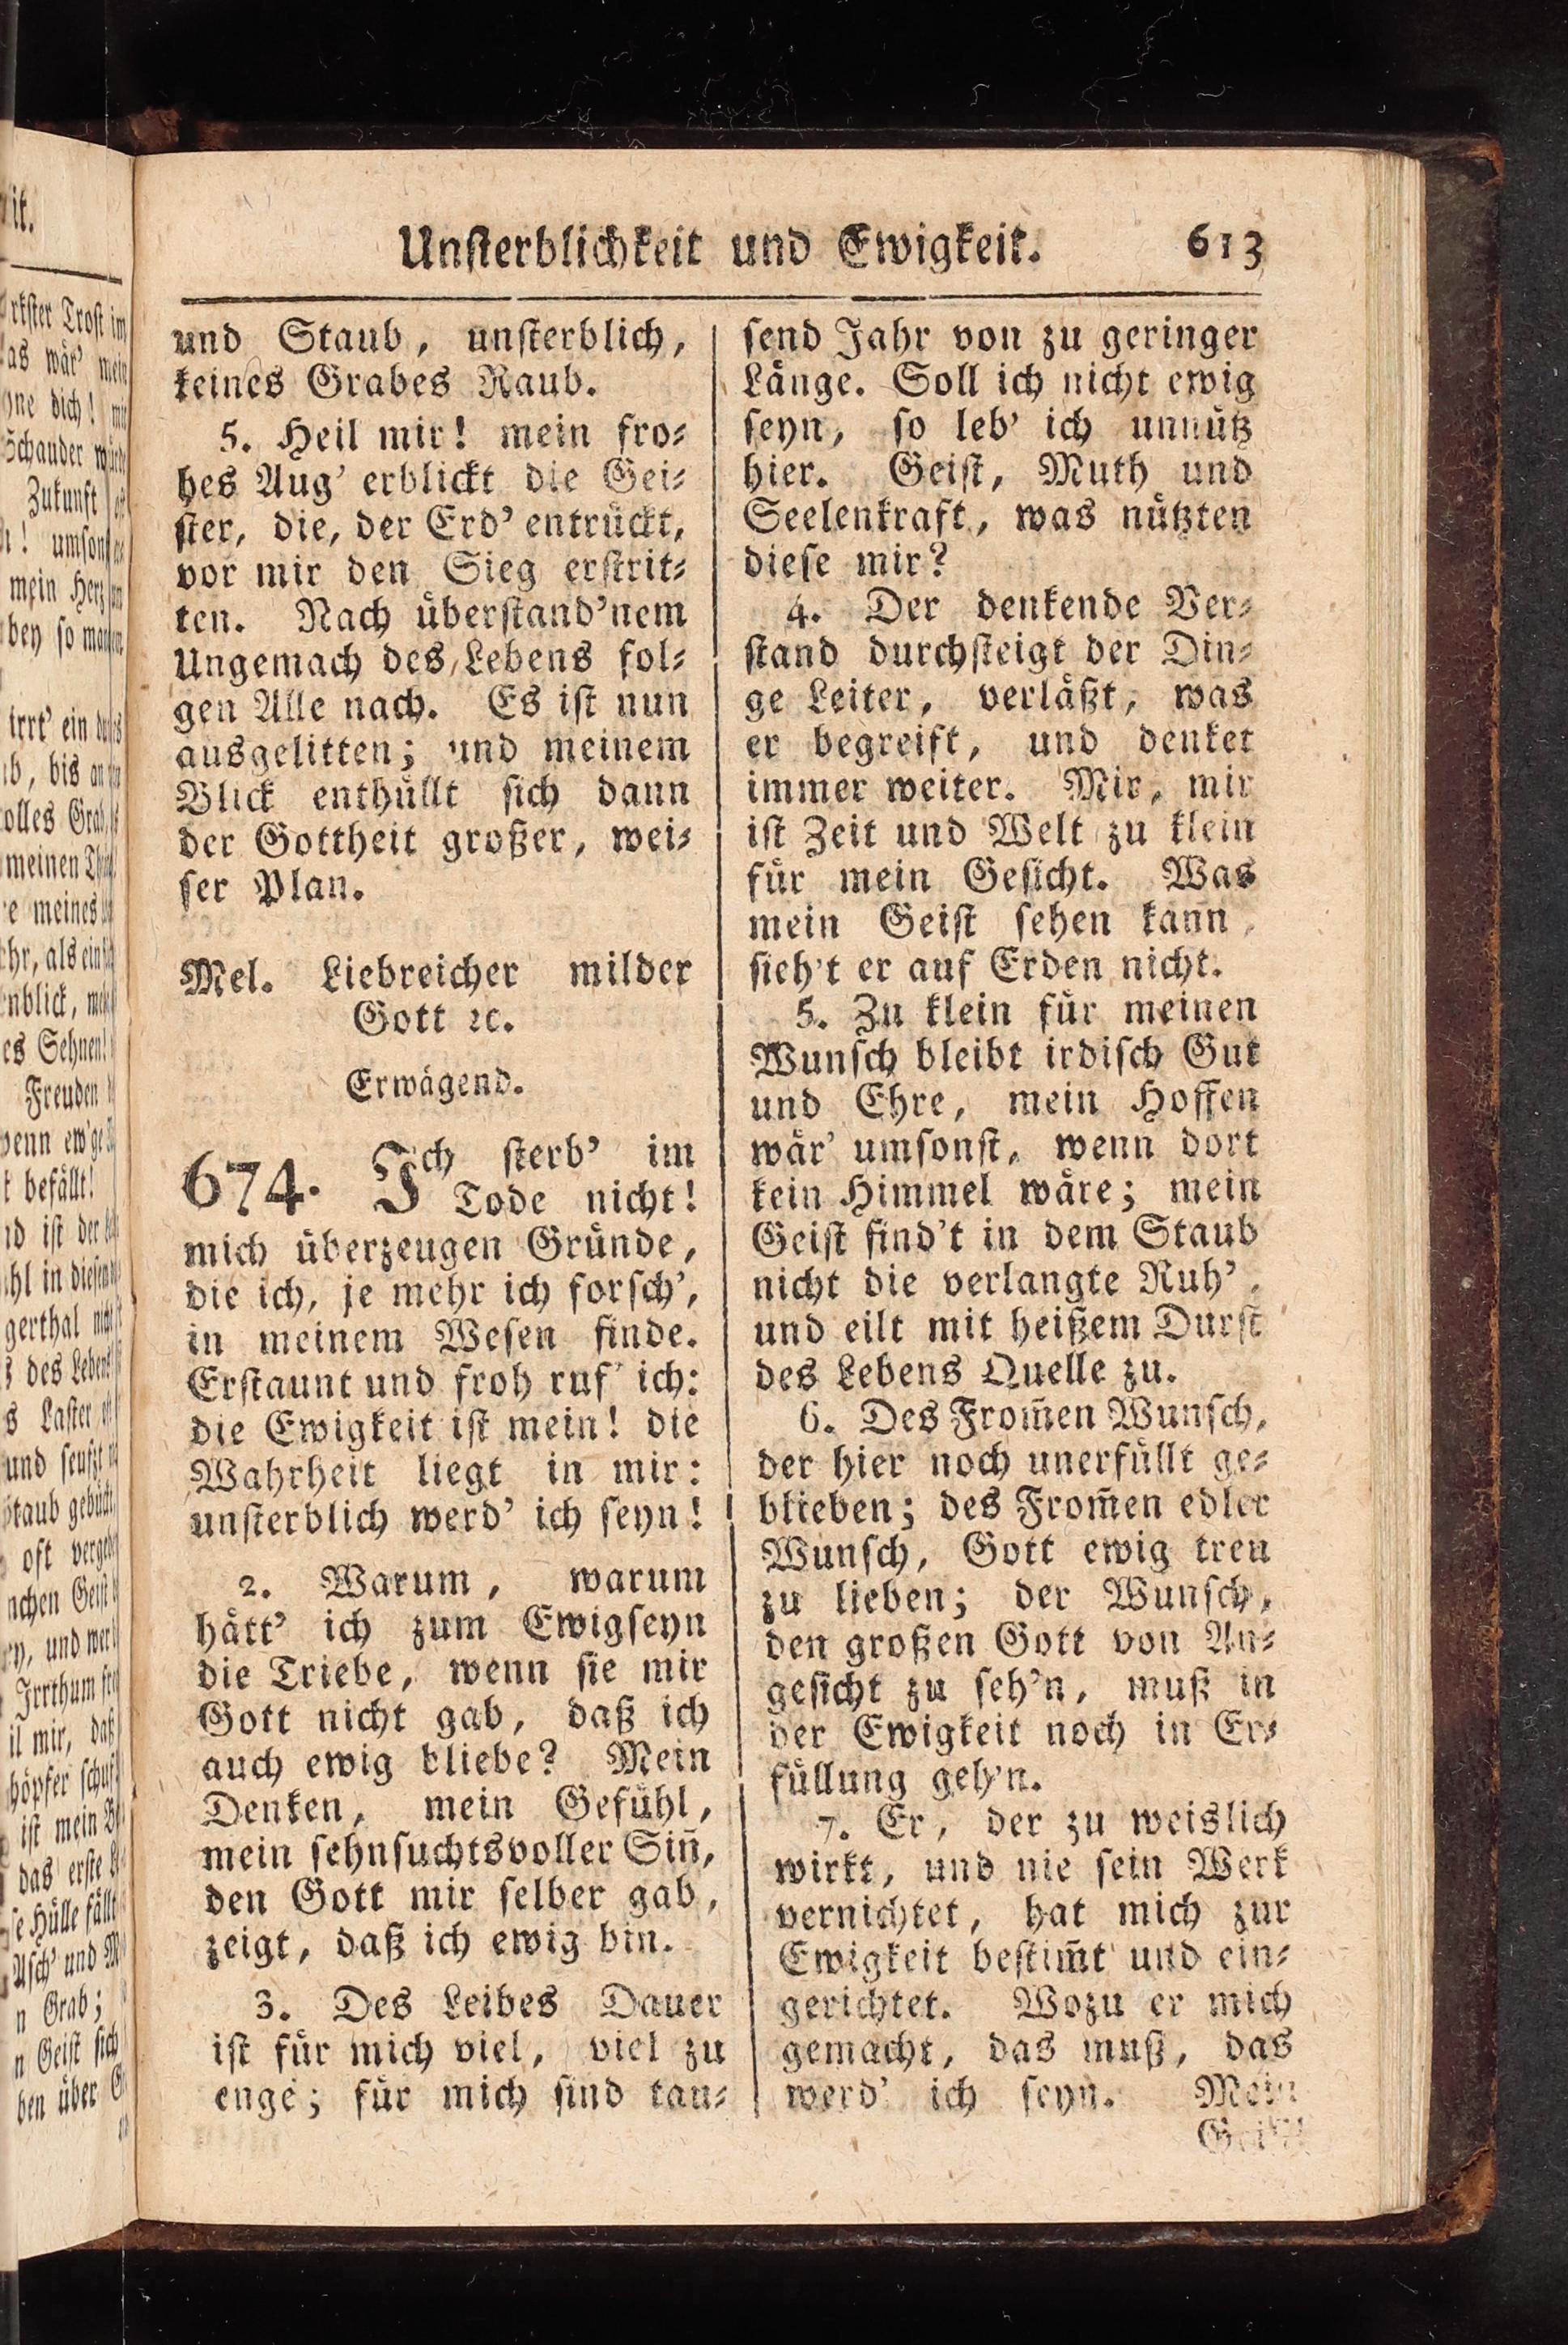 Unsterblichkeit und Ewigkeit. 613
und Staub, unsterblich,
keines Grabes Raub.
5. Heil mir! mein fro-
hes Aug' erblickt die Gei-
ster, die, der Erd' entrückt,
vor mir den Sieg erstrit-
ten. Nach überstand'nem
Ungemach des Lebens fol-
gen Alle nach. Es ist nun
ausgelitten; und meinem
Blick enthüllt sich dann
der Gottheit großer, wei-
ser Plan.
Mel. Liebreicher milder
Gott ꝛc.
Erwägend.
674. Ich sterb' im
Tode nicht!
mich überzeugen Gründe,
die ich, je mehr ich forsch',
in meinem Wesen finde.
Erstaunt und froh ruf' ich:
die Ewigkeit ist mein! die
Wahrheit liegt in mir:
unsterblich werd' ich seyn!
2. Warum, warum
hätt' ich zum Ewigseyn
die Triebe, wenn sie mir
Gott nicht gab, daß ich
auch ewig bliebe? Mein
Denken, mein Gefühl,
mein sehnsuchtsvoller Sin̄,
den Gott mir selber gab,
zeigt, daß ich ewig bin.
3. Des Leibes Dauer
ist für mich viel, viel zu
enge; für mich sind tau-
send Jahr von zu geringer
Länge. Soll ich nicht ewig
seyn, so leb' ich unnütz
hier. Geist, Muth und
Seelenkraft, was nützten
diese mir?
4. Der denkende Ver-
stand durchsteigt der Din-
ge Leiter, verläßt, was
er begreift, und denket
immer weiter. Mir, mir
ist Zeit und Welt zu klein
für mein Gesicht. Was
mein Geist sehen kann,
sieh't er auf Erden nicht.
5. Zu klein für meinen
Wunsch bleibt irdisch Gut
und Ehre, mein Hoffen
wär' umsonst, wenn dort
kein Himmel wäre; mein
Geist find't in dem Staub
nicht die verlangte Ruh',
und eilt mit heißem Durst
des Lebens Quelle zu.
6. Des From̄en Wunsch,
der hier noch unerfüllt ge-
blieben; des From̄en edler
Wunsch, Gott ewig treu
zu lieben; der Wunsch,
den großen Gott von An-
gesicht zu seh'n, muß in
der Ewigkeit noch in Er-
füllung geh'n.
7. Er, der zu weislich
wirkt, und nie sein Werk
vernichtet, hat mich zur
Ewigkeit bestim̄t und ein-
gerichtet. Wozu er mich
gemacht, das muß, das
werd' ich seyn. Mein
Geist